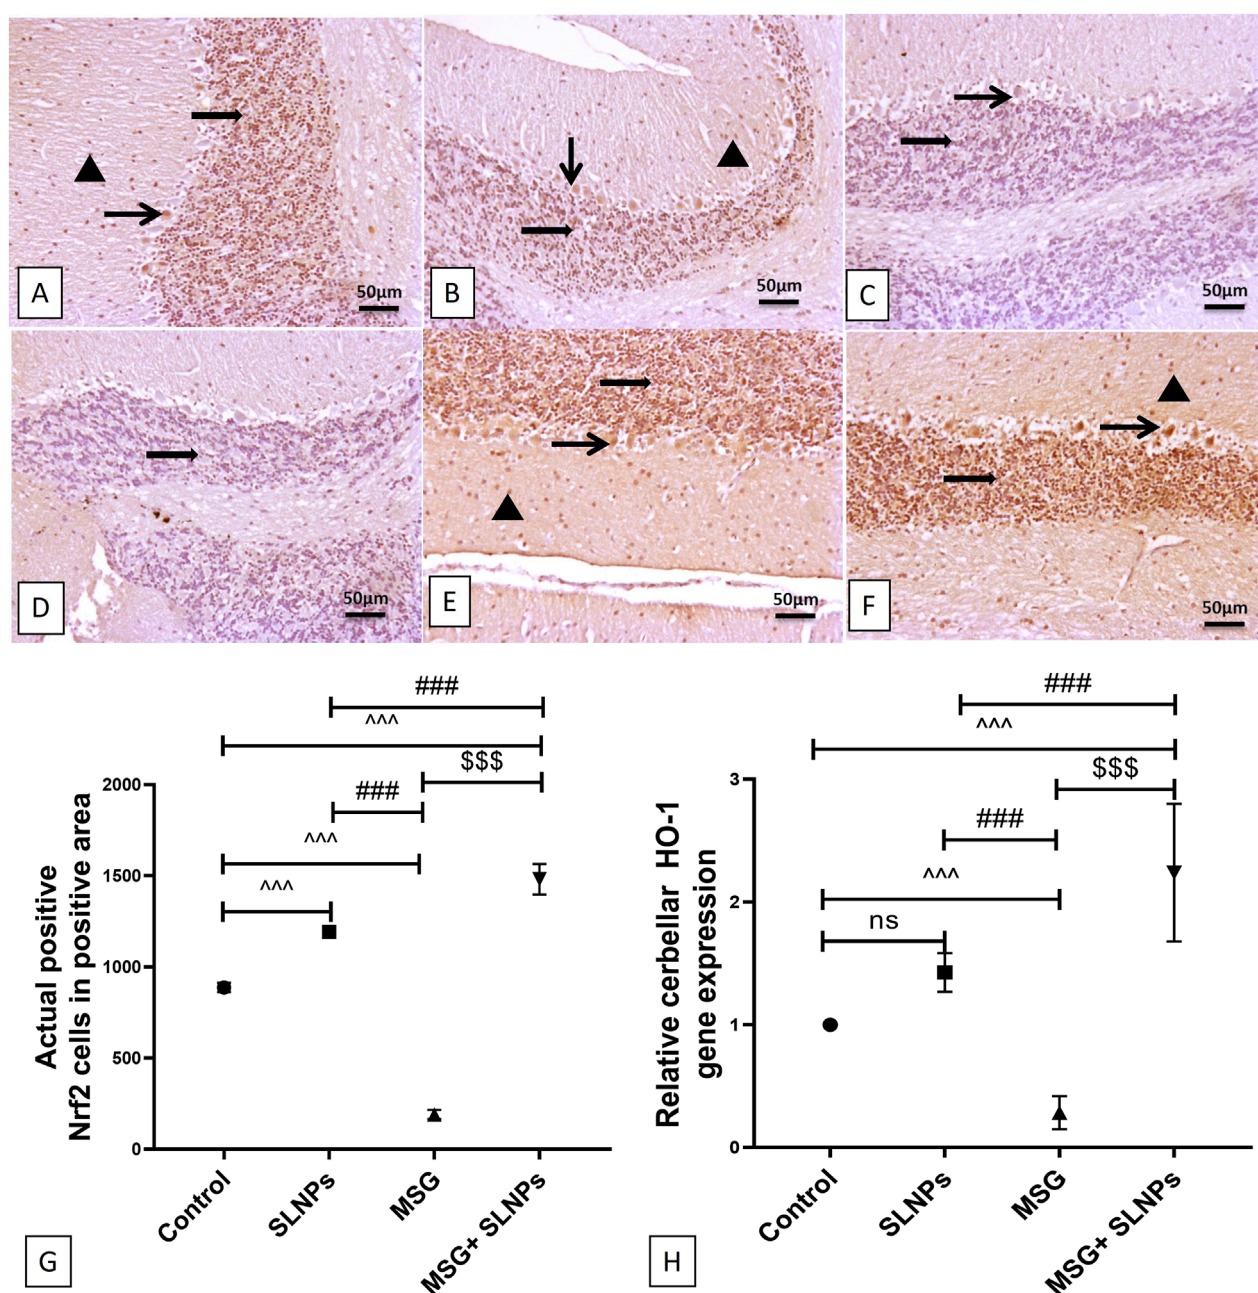 50μm
A
50μm
B
50μm
C
50μm
D
50μm
E
50μm
F
###
^^^
$$$
###
^^^
^^^
2000
1500
1000
500
0
Actual positive
Nrf2 cells in positive area
Control
SLNPs
MSG
MSG+ SLNPs
G
###
^^^
$$$
###
^^^
ns
3
2
1
0
Relative cerbellar HO-1
gene expression
Control
SLNPs
MSG
MSG+ SLNPs
H